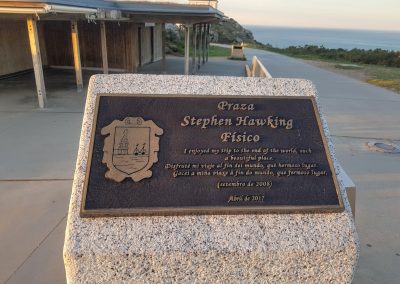 Praza
Stephen Hawking
Físico
I enjoyed my trip to the end of the world, such
a beautiful place.
Disfruté mi viaje al fin del mundo, qué hermoso lugar.
Gocei a miña viaxe á fin do mundo, que fermoso lugar.
(setembro de 2008)
Abril de 2017